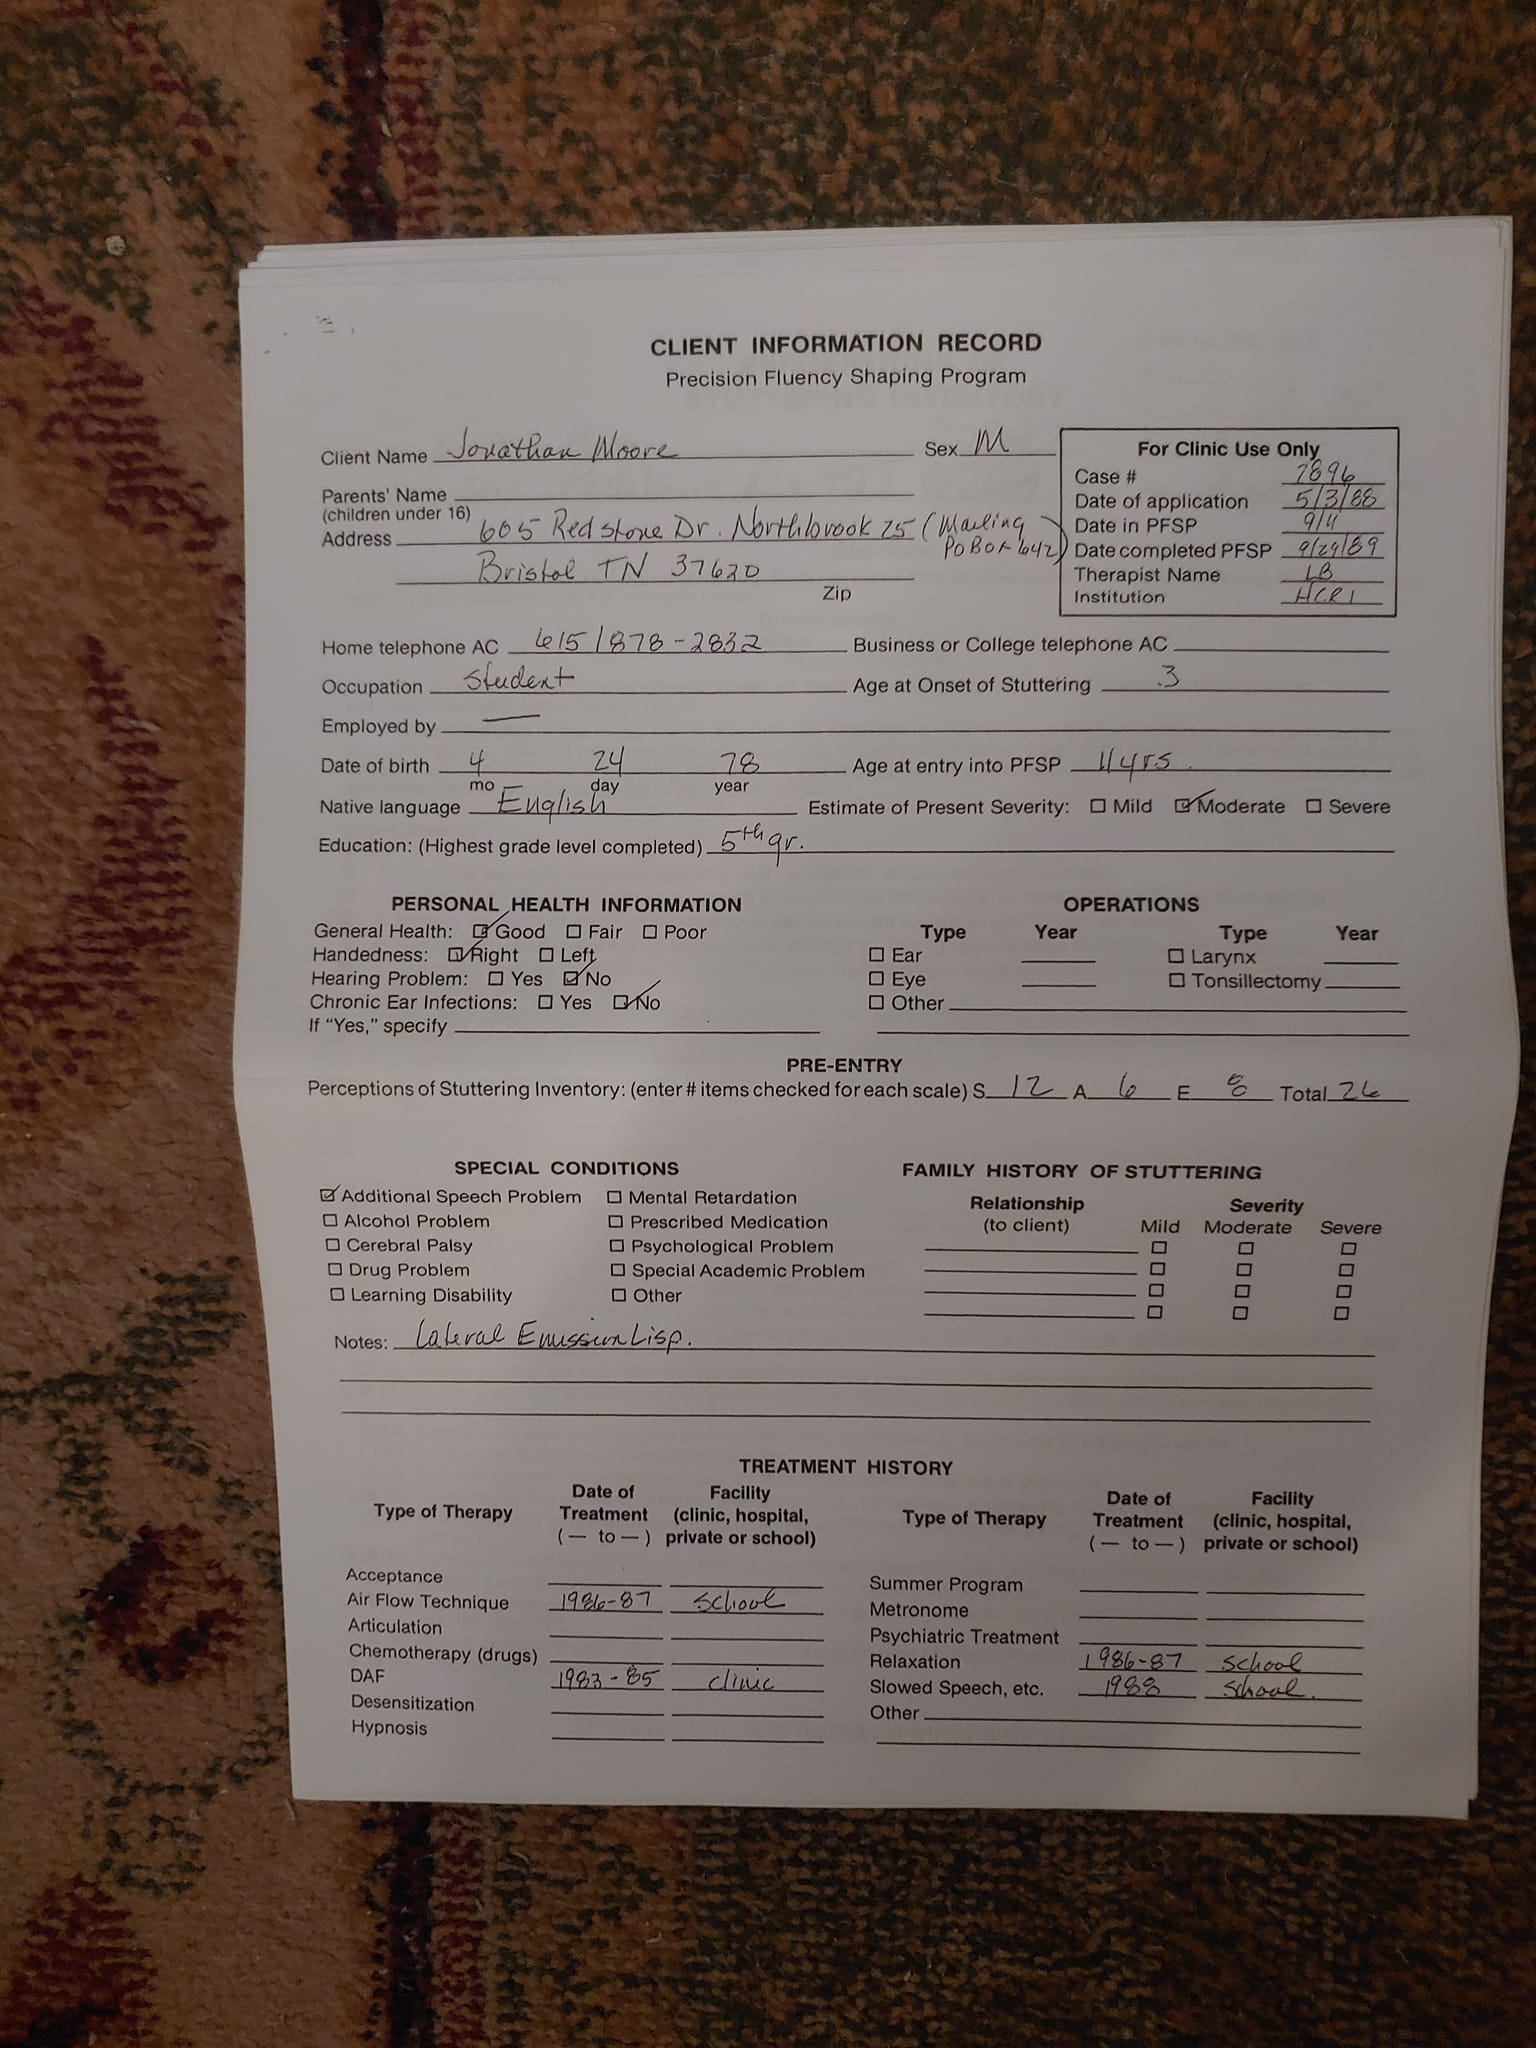 CLIENT INFORMATION RECORD
Precision Fluency Shaping Program
Client Name Jonathan Moore Sex M
Parents' Name
(children under 16)
Address 605 Redstone Dr. Northbrook 25 (Mailing
PO Box 642)
Bristol TN 37620
Zip
For Clinic Use Only
Case # 7896
Date of application 5/3/88
Date in PFSP 9/11
Date completed PFSP 9/29/89
Therapist Name LB
Institution HCRI
Home telephone AC 615/878-2832 Business or College telephone AC
Occupation Student Age at Onset of Stuttering 3
Employed by —
Date of birth 4 24 78 Age at entry into PFSP 11 yrs.
mo day year
Native language English Estimate of Present Severity: ☐ Mild ☑ Moderate ☐ Severe
Education: (Highest grade level completed) 5th gr.
PERSONAL HEALTH INFORMATION
General Health: ☑ Good ☐ Fair ☐ Poor
Handedness: ☑ Right ☐ Left
Hearing Problem: ☐ Yes ☑ No
Chronic Ear Infections: ☐ Yes ☑ No
If "Yes," specify
OPERATIONS
Type Year Type Year
☐ Ear ☐ Larynx
☐ Eye ☐ Tonsillectomy
☐ Other
PRE-ENTRY
Perceptions of Stuttering Inventory: (enter # items checked for each scale) S 12 A 6 E 8 Total 26
SPECIAL CONDITIONS
☑ Additional Speech Problem ☐ Mental Retardation
☐ Alcohol Problem ☐ Prescribed Medication
☐ Cerebral Palsy ☐ Psychological Problem
☐ Drug Problem ☐ Special Academic Problem
☐ Learning Disability ☐ Other
FAMILY HISTORY OF STUTTERING
Relationship Severity
(to client) Mild Moderate Severe
☐ ☐ ☐
☐ ☐ ☐
☐ ☐ ☐
☐ ☐ ☐
Notes: Lateral Emission Lisp.
TREATMENT HISTORY
Type of Therapy Date of Treatment (— to —) Facility (clinic, hospital, private or school)
Acceptance
Air Flow Technique 1986-87 school
Articulation
Chemotherapy (drugs)
DAF 1983-85 clinic
Desensitization
Hypnosis
Type of Therapy Date of Treatment (— to —) Facility (clinic, hospital, private or school)
Summer Program
Metronome
Psychiatric Treatment
Relaxation 1986-87 school
Slowed Speech, etc. 1988 school.
Other